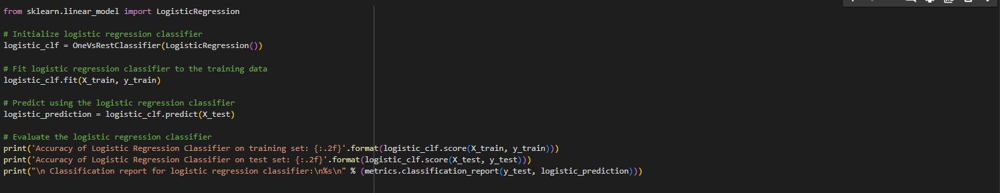 from sklearn.linear_model import LogisticRegression
# Initialize logistic regression classifier
logistic_clf = OneVsRestClassifier(LogisticRegression())
# Fit logistic regression classifier to the training data
logistic_clf.fit(X_train, y_train)
# Predict using the logistic regression classifier
logistic_prediction = logistic_clf.predict(X_test)
# Evaluate the logistic regression classifier
print('Accuracy of Logistic Regression Classifier on training set: {:.2f}'.format(logistic_clf.score(X_train, y_train)))
print('Accuracy of Logistic Regression Classifier on test set: {:.2f}'.format(logistic_clf.score(X_test, y_test)))
print("\n Classification report for logistic regression classifier:\n%s\n" % (metrics.classification_report(y_test, logistic_prediction)))